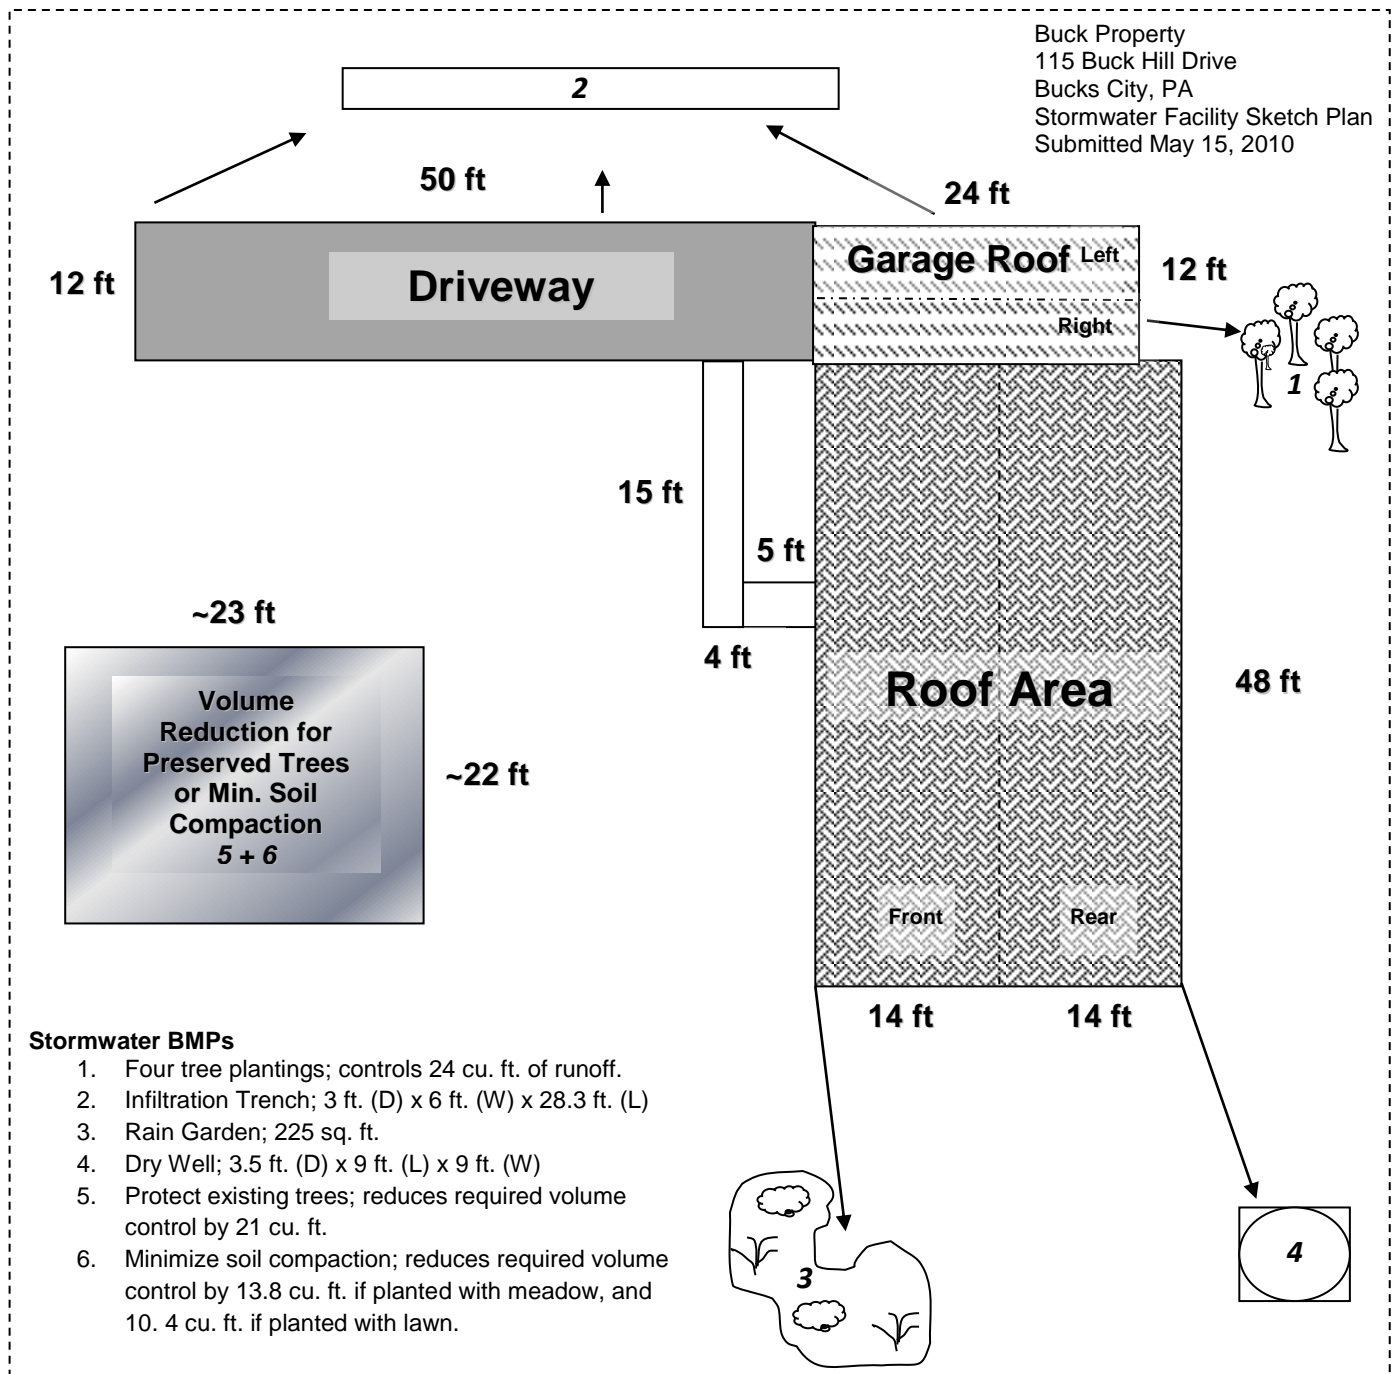 Buck Property
115 Buck Hill Drive
Bucks City, PA
Stormwater Facility Sketch Plan
Submitted May 15, 2010
2
50 ft
24 ft
12 ft
Driveway
Garage Roof Left
Right
12 ft
1
15 ft
5 ft
4 ft
~23 ft
Volume
Reduction for
Preserved Trees
or Min. Soil
Compaction
5 + 6
~22 ft
Roof Area
48 ft
Front
Rear
14 ft
14 ft
Stormwater BMPs
1. Four tree plantings; controls 24 cu. ft. of runoff.
2. Infiltration Trench; 3 ft. (D) x 6 ft. (W) x 28.3 ft. (L)
3. Rain Garden; 225 sq. ft.
4. Dry Well; 3.5 ft. (D) x 9 ft. (L) x 9 ft. (W)
5. Protect existing trees; reduces required volume
control by 21 cu. ft.
6. Minimize soil compaction; reduces required volume
control by 13.8 cu. ft. if planted with meadow, and
10. 4 cu. ft. if planted with lawn.
3
4